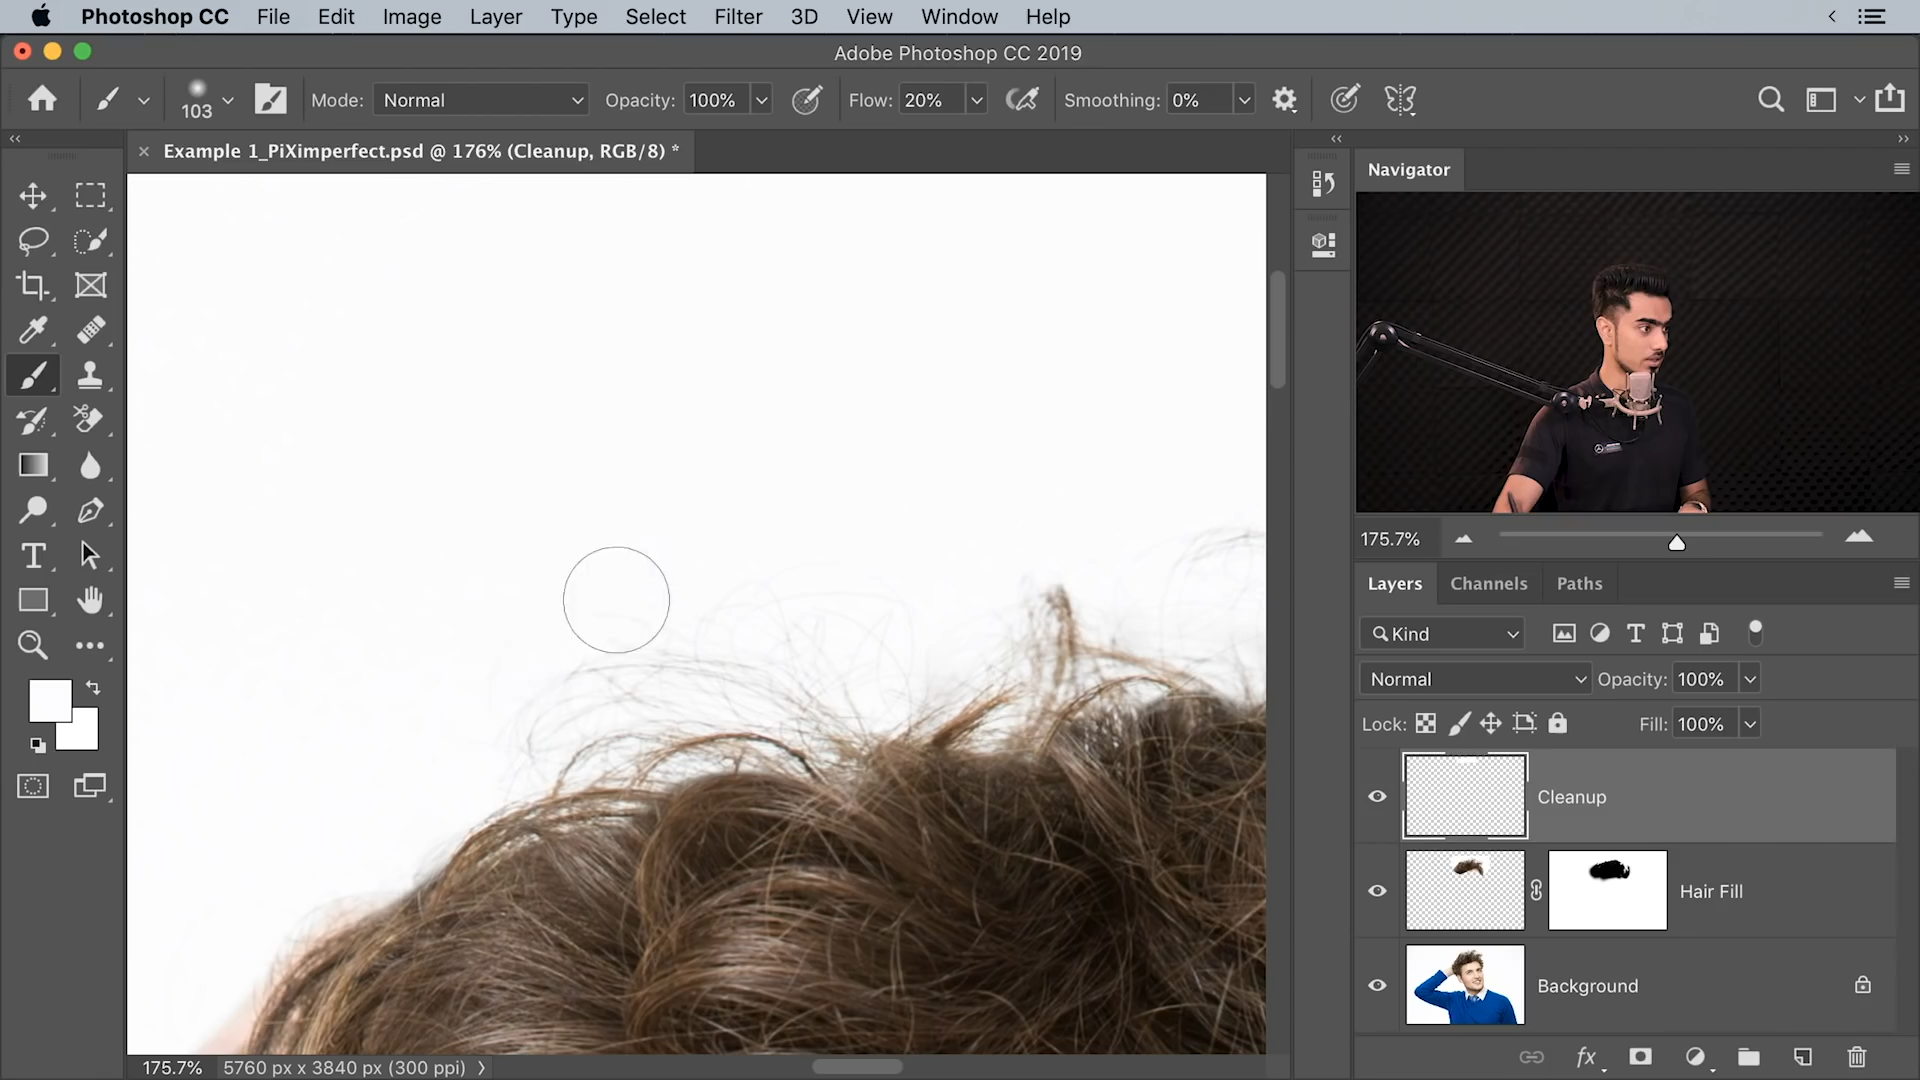 Photoshop CC File Edit Image Layer Type Select Filter 3D View Window Help
Adobe Photoshop CC 2019
103 Mode: Normal Opacity: 100% Flow: 20% Smoothing: 0%
Example 1_PiXimperfect.psd @ 176% (Cleanup, RGB/8) *
Navigator
175.7%
Layers Channels Paths
Kind
Normal Opacity: 100%
Lock: Fill: 100%
Cleanup
Hair Fill
Background
fx
175.7% 5760 px x 3840 px (300 ppi)